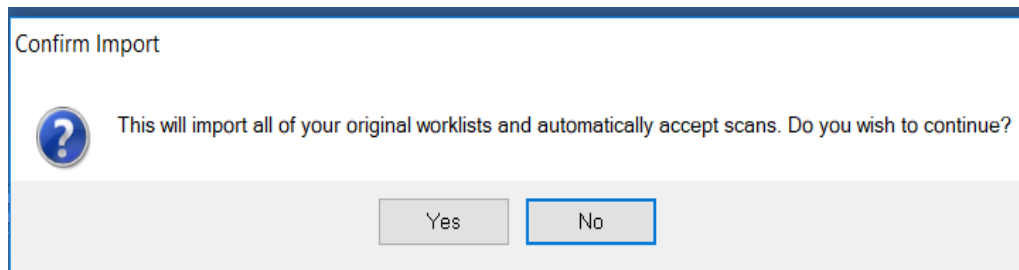 Confirm Import
This will import all of your original worklists and automatically accept scans. Do you wish to continue?
Yes
No